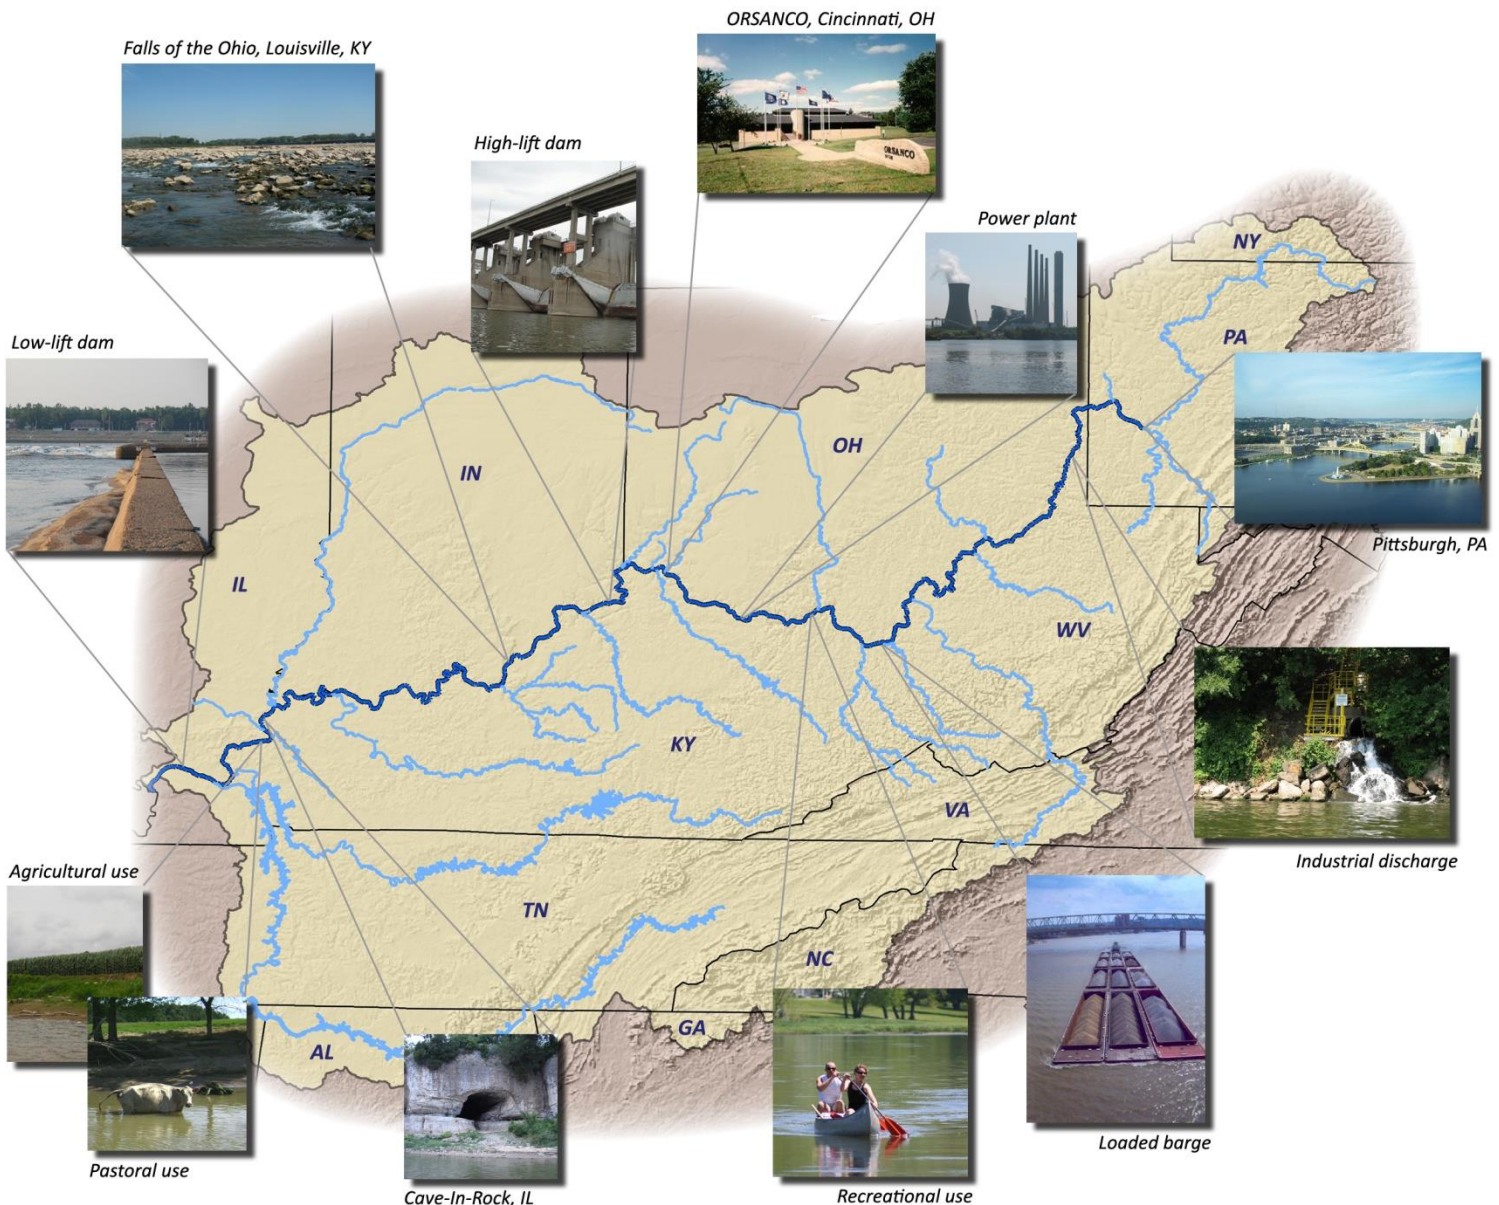 ORSANCO, Cincinnati, OH
Falls of the Ohio, Louisville, KY
ORSANCO
High-lift dam
Power plant
NY
Low-lift dam
PA
OH
IN
Pittsburgh, PA
IL
WV
KY
VA
Industrial discharge
Agricultural use
TN
NC
GA
AL
Loaded barge
Pastoral use
Cave-In-Rock, IL
Recreational use